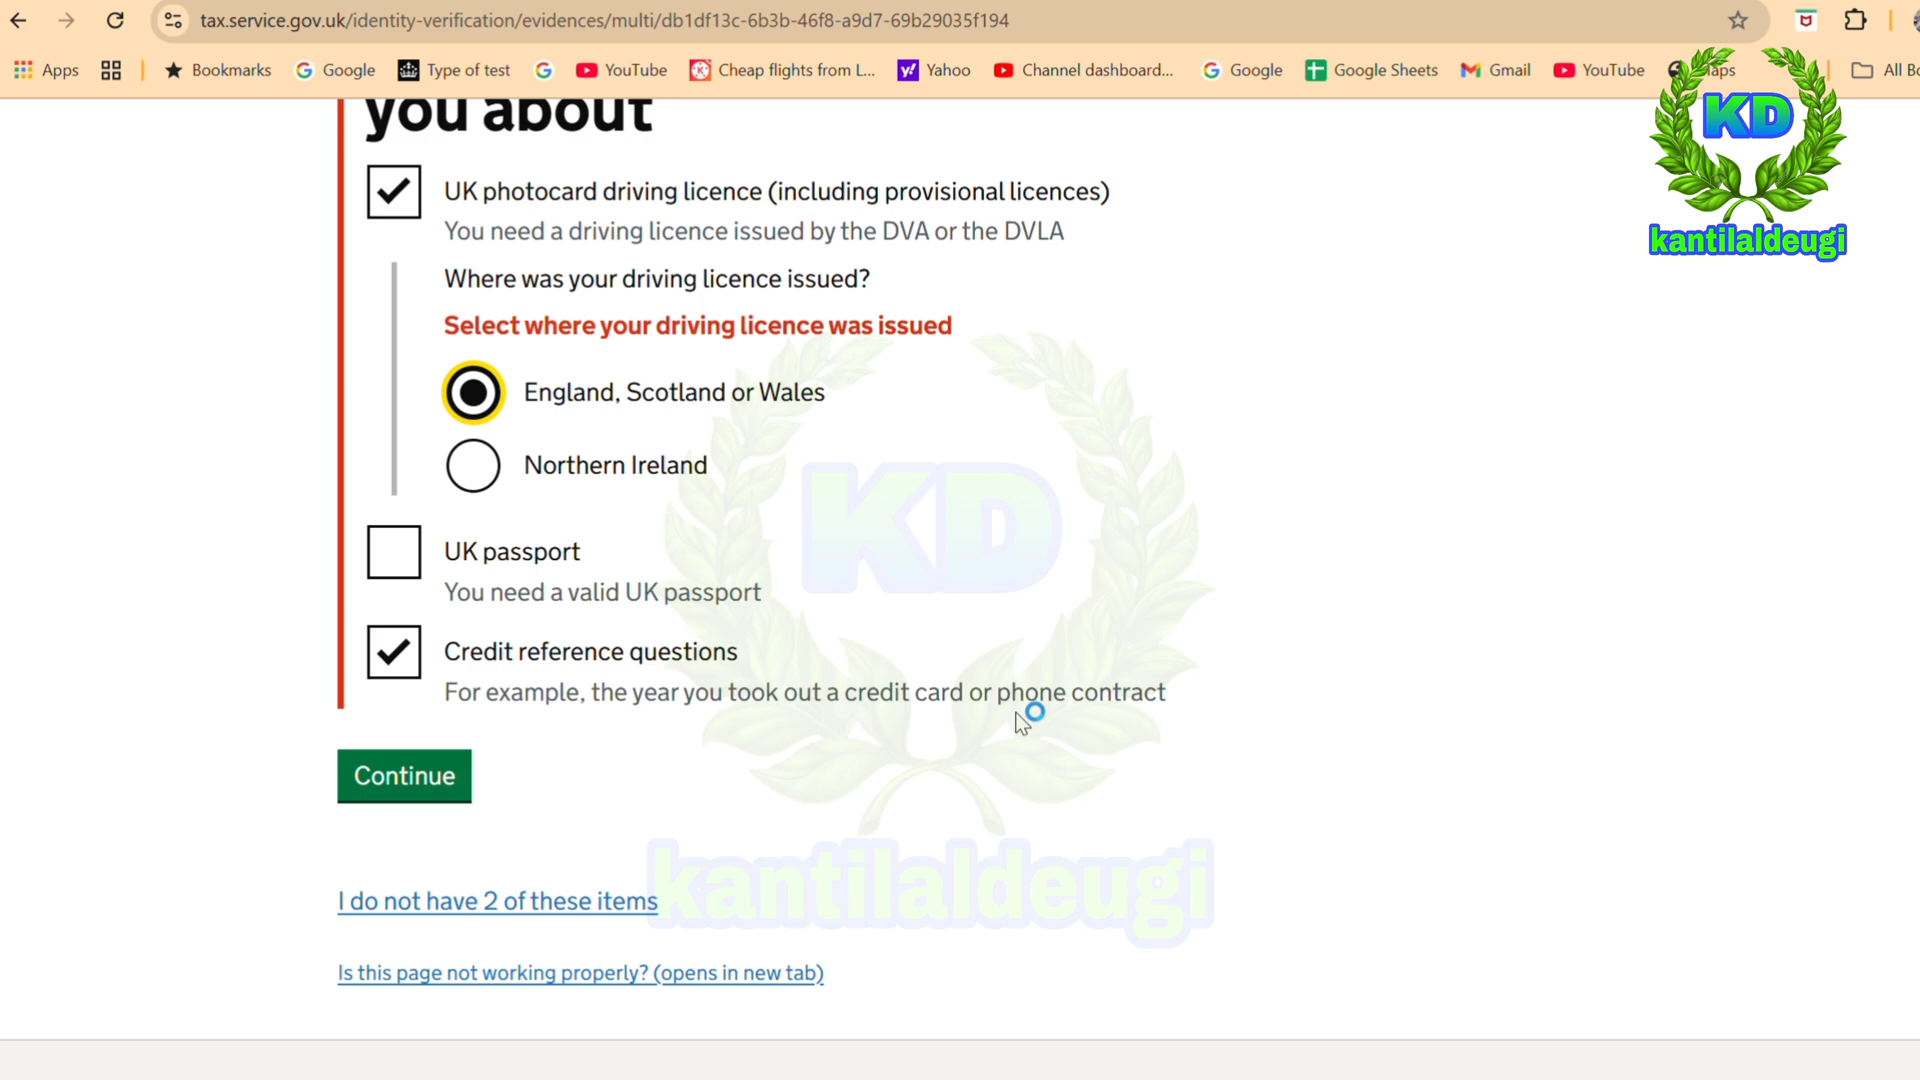 tax.service.gov.uk/identity-verification/evidences/multi/db1df13c-6b3b-46f8-a9d7-69b29035f194
Apps Bookmarks Google Type of test YouTube Cheap flights from L... Yahoo Channel dashboard... Google Google Sheets Gmail YouTube All Bo
KD
kantilaldeugi
you about
UK photocard driving licence (including provisional licences)
You need a driving licence issued by the DVA or the DVLA
Where was your driving licence issued?
Select where your driving licence was issued
England, Scotland or Wales
Northern Ireland
KD
UK passport
You need a valid UK passport
Credit reference questions
For example, the year you took out a credit card or phone contract
Continue
kantilaldeugi
I do not have 2 of these items
Is this page not working properly? (opens in new tab)